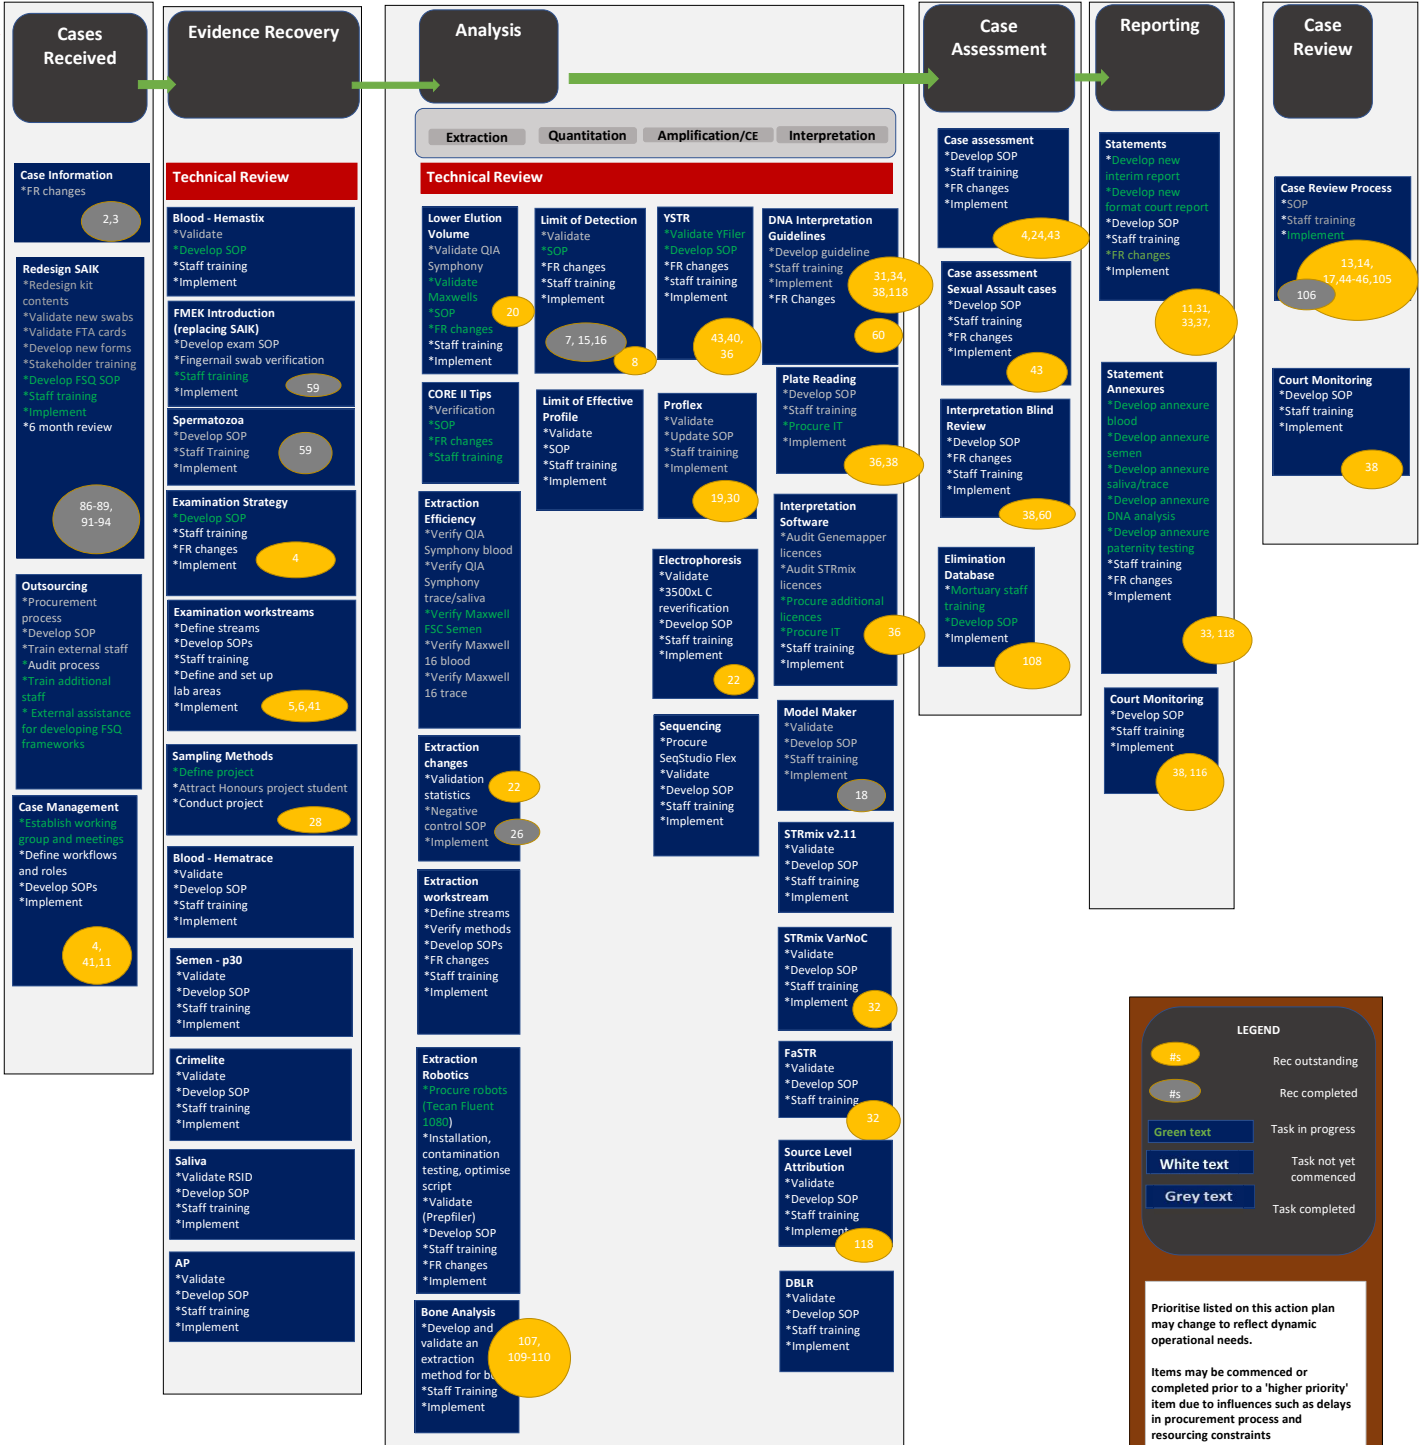 Cases
Received
Evidence Recovery
Analysis
Case
Assessment
Reporting
Case
Review
Extraction
Quantitation
Amplification/CE
Interpretation
Case Information
*FR changes
2,3
Redesign SAIK
*Redesign kit
contents
*Validate new swabs
*Validate FTA cards
*Develop new forms
*Stakeholder training
*Develop FSQ SOP
*Staff training
*Implement
*6 month review
86-89,
91-94
Outsourcing
*Procurement
process
*Develop SOP
*Train external staff
*Audit process
*Train additional
staff
* External assistance
for developing FSQ
frameworks
Case Management
*Establish working
group and meetings
*Define workflows
and roles
*Develop SOPs
*Implement
4,
41,11
Technical Review
Blood - Hemastix
*Validate
*Develop SOP
*Staff training
*Implement
FMEK Introduction
(replacing SAIK)
*Develop exam SOP
*Fingernail swab verification
*Staff training
*Implement
59
Spermatozoa
*Develop SOP
*Staff Training
*Implement
59
Examination Strategy
*Develop SOP
*Staff training
*FR changes
*Implement
4
Examination workstreams
*Define streams
*Develop SOPs
*Staff training
*Define and set up
lab areas
*Implement
5,6,41
Sampling Methods
*Define project
*Attract Honours project student
*Conduct project
28
Blood - Hematrace
*Validate
*Develop SOP
*Staff training
*Implement
Semen - p30
*Validate
*Develop SOP
*Staff training
*Implement
Crimelite
*Validate
*Develop SOP
*Staff training
*Implement
Saliva
*Validate RSID
*Develop SOP
*Staff training
*Implement
AP
*Validate
*Develop SOP
*Staff training
*Implement
Technical Review
Lower Elution
Volume
*Validate QIA
Symphony
*Validate
Maxwells
*SOP
*FR changes
*Staff training
*Implement
20
CORE II Tips
*Verification
*SOP
*FR changes
*Staff training
Extraction
Efficiency
*Verify QIA
Symphony blood
*Verify QIA
Symphony
trace/saliva
*Verify Maxwell
FSC Semen
*Verify Maxwell
16 blood
*Verify Maxwell
16 trace
Extraction
changes
*Validation
statistics
*Negative
control SOP
*Implement
22
26
Extraction
workstream
*Define streams
*Verify methods
*Develop SOPs
*FR changes
*Staff training
*Implement
Extraction
Robotics
*Procure robots
(Tecan Fluent
1080)
*Installation,
contamination
testing, optimise
script
*Validate
(Prepfiler)
*Develop SOP
*Staff training
*FR changes
*Implement
Bone Analysis
*Develop and
validate an
extraction
method for
*Staff Training
*Implement
107,
109-110
Limit of Detection
*Validate
*SOP
*FR changes
*Staff training
*Implement
7, 15,16
8
Limit of Effective
Profile
*Validate
*SOP
*Staff training
*Implement
YSTR
*Validate YFiler
*Develop SOP
*FR changes
*staff training
*Implement
43,40,
36
Proflex
*Validate
*Update SOP
*Staff training
*Implement
19,30
Electrophoresis
*Validate
*3500xL C
reverification
*Develop SOP
*Staff training
*Implement
22
Sequencing
*Procure
SeqStudio Flex
*Validate
*Develop SOP
*Staff training
*Implement
DNA Interpretation
Guidelines
*Develop guideline
*Staff training
*Implement
*FR Changes
31,34,
38,118
60
Plate Reading
*Develop SOP
*Staff training
*Procure IT
*Implement
36,38
Interpretation
Software
*Audit Genemapper
licences
*Audit STRmix
licences
*Procure additional
licences
*Procure IT
*Staff training
*Implement
36
Model Maker
*Validate
*Develop SOP
*Staff training
*Implement
18
STRmix v2.11
*Validate
*Develop SOP
*Staff training
*Implement
STRmix VarNoC
*Validate
*Develop SOP
*Staff training
*Implement
32
FaSTR
*Validate
*Develop SOP
*Staff training
32
Source Level
Attribution
*Validate
*Develop SOP
*Staff training
*Implement
118
DBLR
*Validate
*Develop SOP
*Staff training
*Implement
Case assessment
*Develop SOP
*Staff training
*FR changes
*Implement
4,24,43
Case assessment
Sexual Assault cases
*Develop SOP
*Staff training
*FR changes
*Implement
43
Interpretation Blind
Review
*Develop SOP
*FR changes
*Staff Training
*Implement
38,60
Elimination
Database
*Mortuary staff
training
*Develop SOP
*Implement
108
Statements
*Develop new
interim report
*Develop new
format court report
*Develop SOP
*Staff training
*FR changes
*Implement
11,31,
33,37,
Statement
Annexures
*Develop annexure
blood
*Develop annexure
semen
*Develop annexure
saliva/trace
*Develop annexure
DNA analysis
*Develop annexure
paternity testing
*Staff training
*FR changes
*Implement
33, 118
Court Monitoring
*Develop SOP
*Staff training
*Implement
38, 116
Case Review Process
*SOP
*Staff training
*Implement
13,14,
17,44-46,105
106
Court Monitoring
*Develop SOP
*Staff training
*Implement
38
LEGEND
#s
Rec outstanding
#s
Rec completed
Green text
Task in progress
White text
Task not yet
commenced
Grey text
Task completed
Prioritise listed on this action plan
may change to reflect dynamic
operational needs.
Items may be commenced or
completed prior to a 'higher priority'
item due to influences such as delays
in procurement process and
resourcing constraints